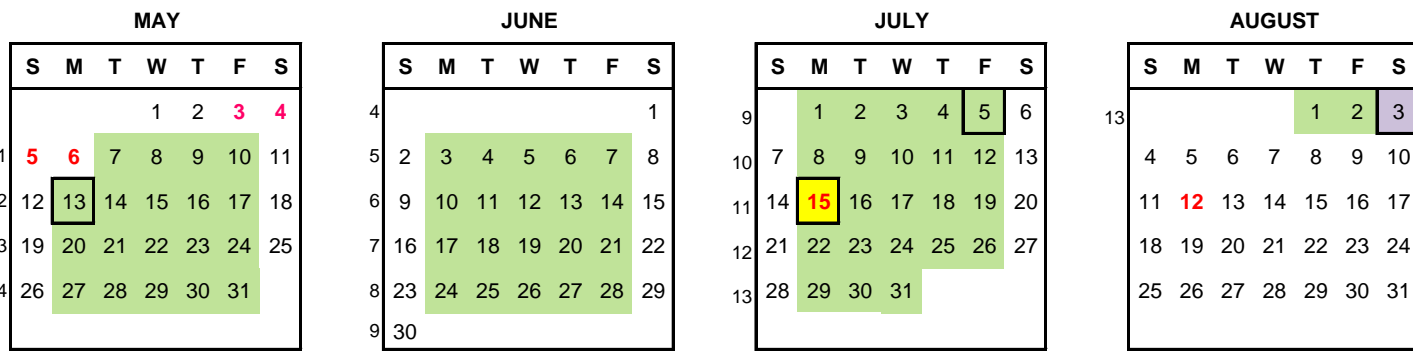 MAY JUNE JULY AUGUST
S M T W T F S S M T W T F S S M T W T F S S M T W T F S
1 2 3 4 4 1 9 1 2 3 4 5 6 13 1 2 3
1 5 6 7 8 9 10 11 5 2 3 4 5 6 7 8 10 7 8 9 10 11 12 13 4 5 6 7 8 9 10
2 12 13 14 15 16 17 18 6 9 10 11 12 13 14 15 11 14 15 16 17 18 19 20 11 12 13 14 15 16 17
3 19 20 21 22 23 24 25 7 16 17 18 19 20 21 22 12 21 22 23 24 25 26 27 18 19 20 21 22 23 24
4 26 27 28 29 30 31 8 23 24 25 26 27 28 29 13 28 29 30 31 25 26 27 28 29 30 31
9 30